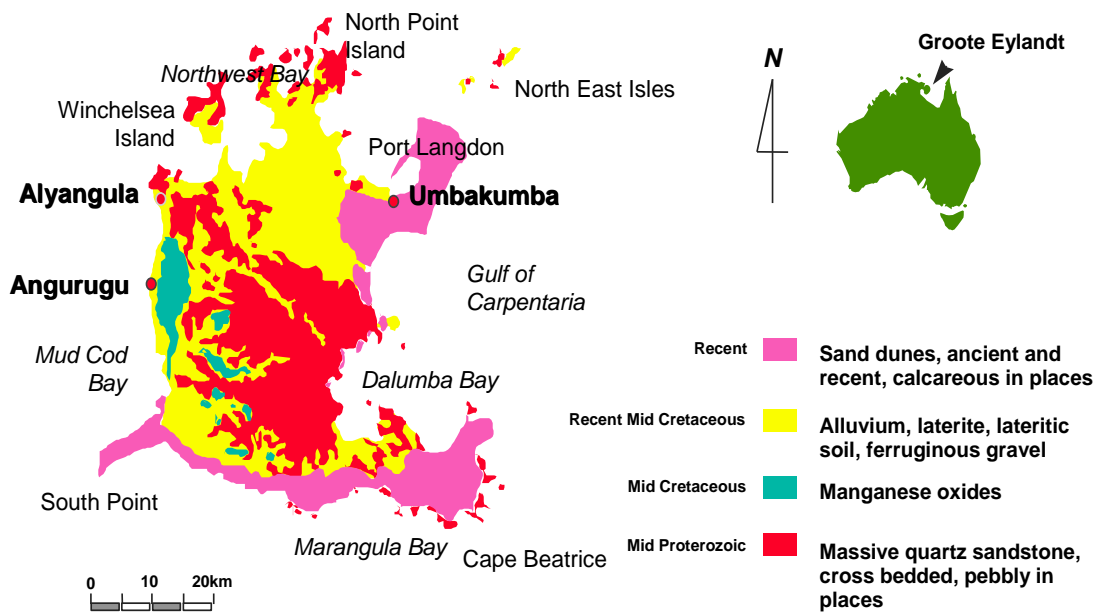 North Point
Island
Northwest Bay
Winchelsea
Island
North East Isles
Port Langdon
Alyangula
Umbakumba
Angurugu
Gulf of
Carpentaria
Mud Cod
Bay
Dalumba Bay
South Point
Marangula Bay
Cape Beatrice
0 10 20km
N
Groote Eylandt
Recent
Sand dunes, ancient and
recent, calcareous in places
Recent Mid Cretaceous
Alluvium, laterite, lateritic
soil, ferruginous gravel
Mid Cretaceous
Manganese oxides
Mid Proterozoic
Massive quartz sandstone,
cross bedded, pebbly in
places